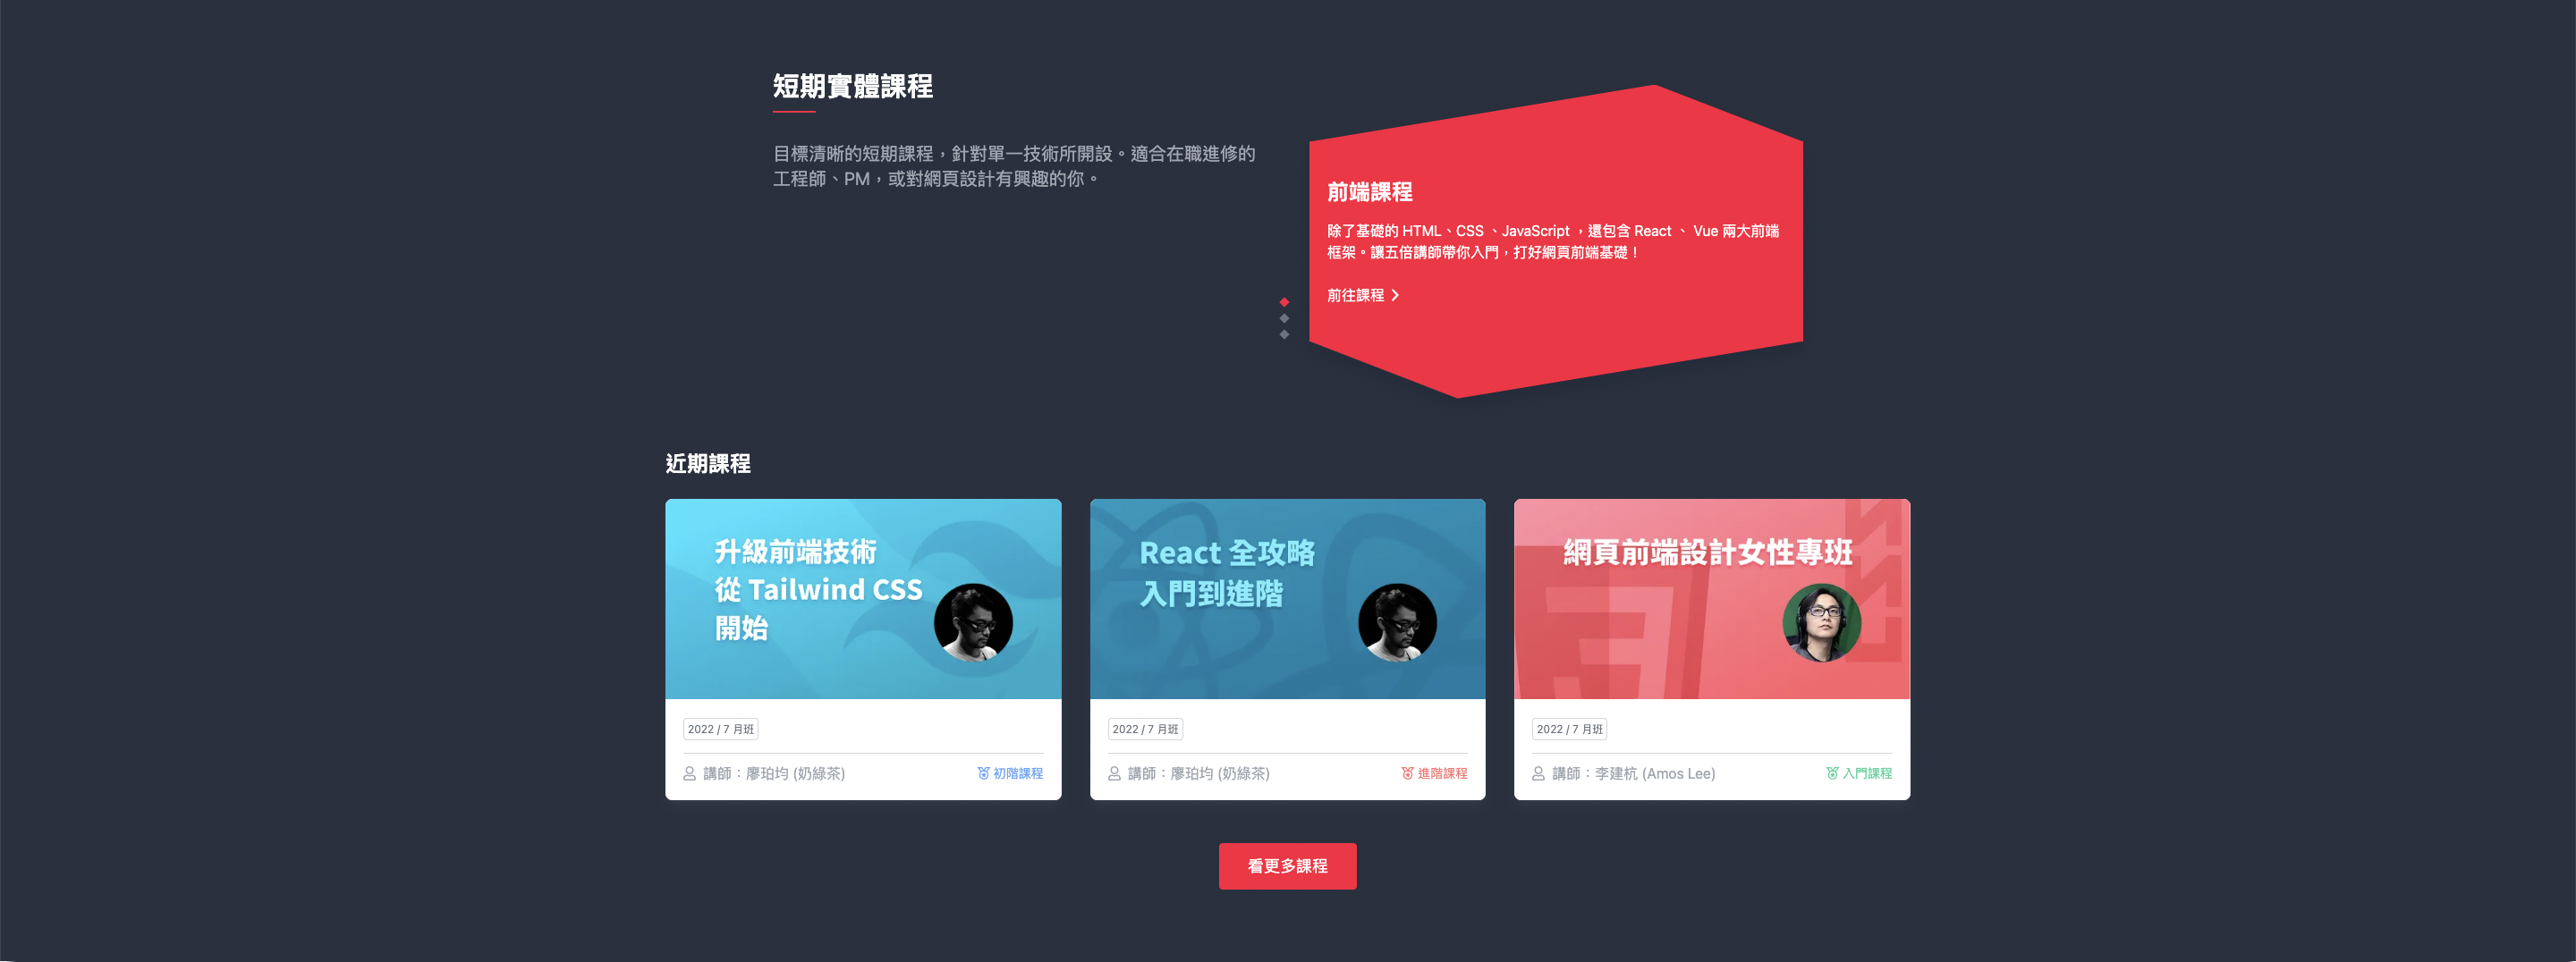 短期實體課程
目標清晰的短期課程，針對單一技術所開設。適合在職進修的
工程師、PM，或對網頁設計有興趣的你。
前端課程
除了基礎的 HTML、CSS 、JavaScript ，還包含 React 、 Vue 兩大前端
框架。讓五倍講師帶你入門，打好網頁前端基礎！
前往課程
近期課程
升級前端技術
從 Tailwind CSS
開始
2022 / 7 月班
講師：廖珀均 (奶綠茶)
初階課程
React 全攻略
入門到進階
2022 / 7 月班
講師：廖珀均 (奶綠茶)
進階課程
網頁前端設計女性專班
2022 / 7 月班
講師：李建杭 (Amos Lee)
入門課程
看更多課程